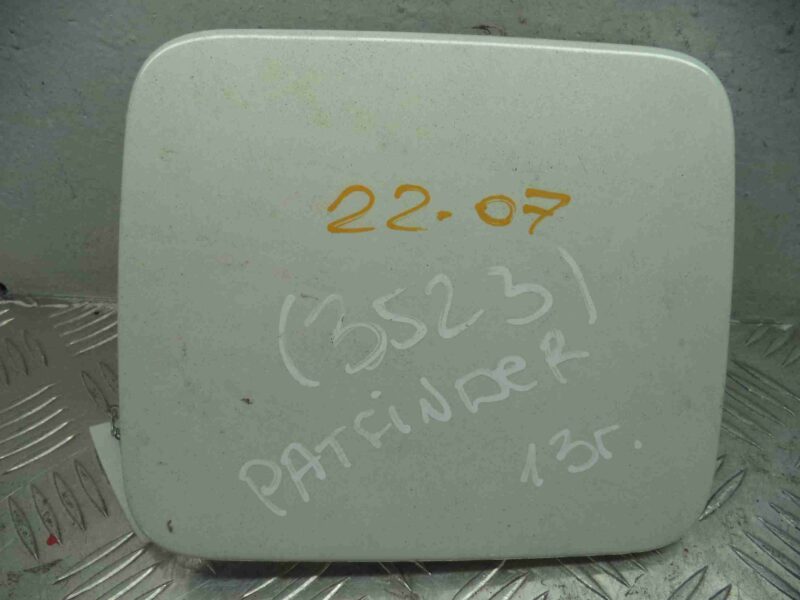 22.07
(3523)
PATFINDER
13г.